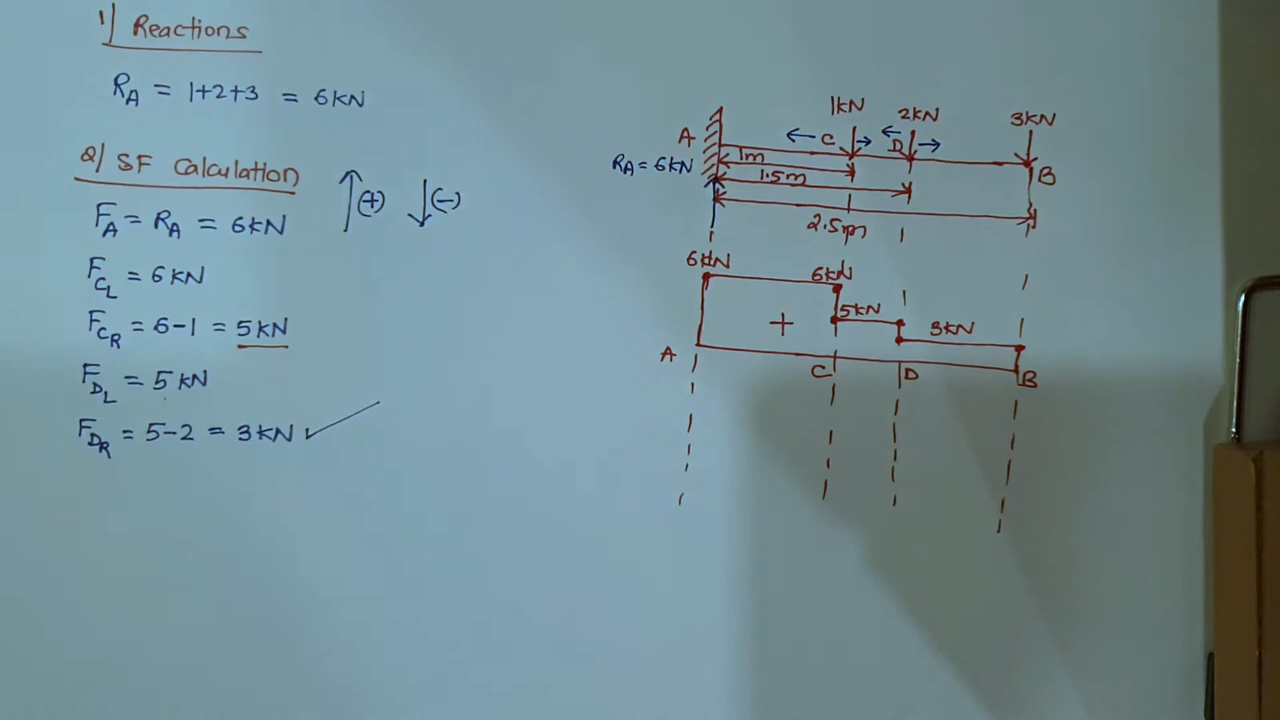 1) Reactions
RA = 1+2+3 = 6KN
2) SF Calculation
(+) (-)
FA = RA = 6KN
FCL = 6KN
FCR = 6-1 = 5KN
FDL = 5KN
FDR = 5-2 = 3KN
1KN 2KN 3KN
A C D B
RA = 6KN
1m
1.5m
2.5m
6KN 6KN
5KN
3KN
+
A C D B